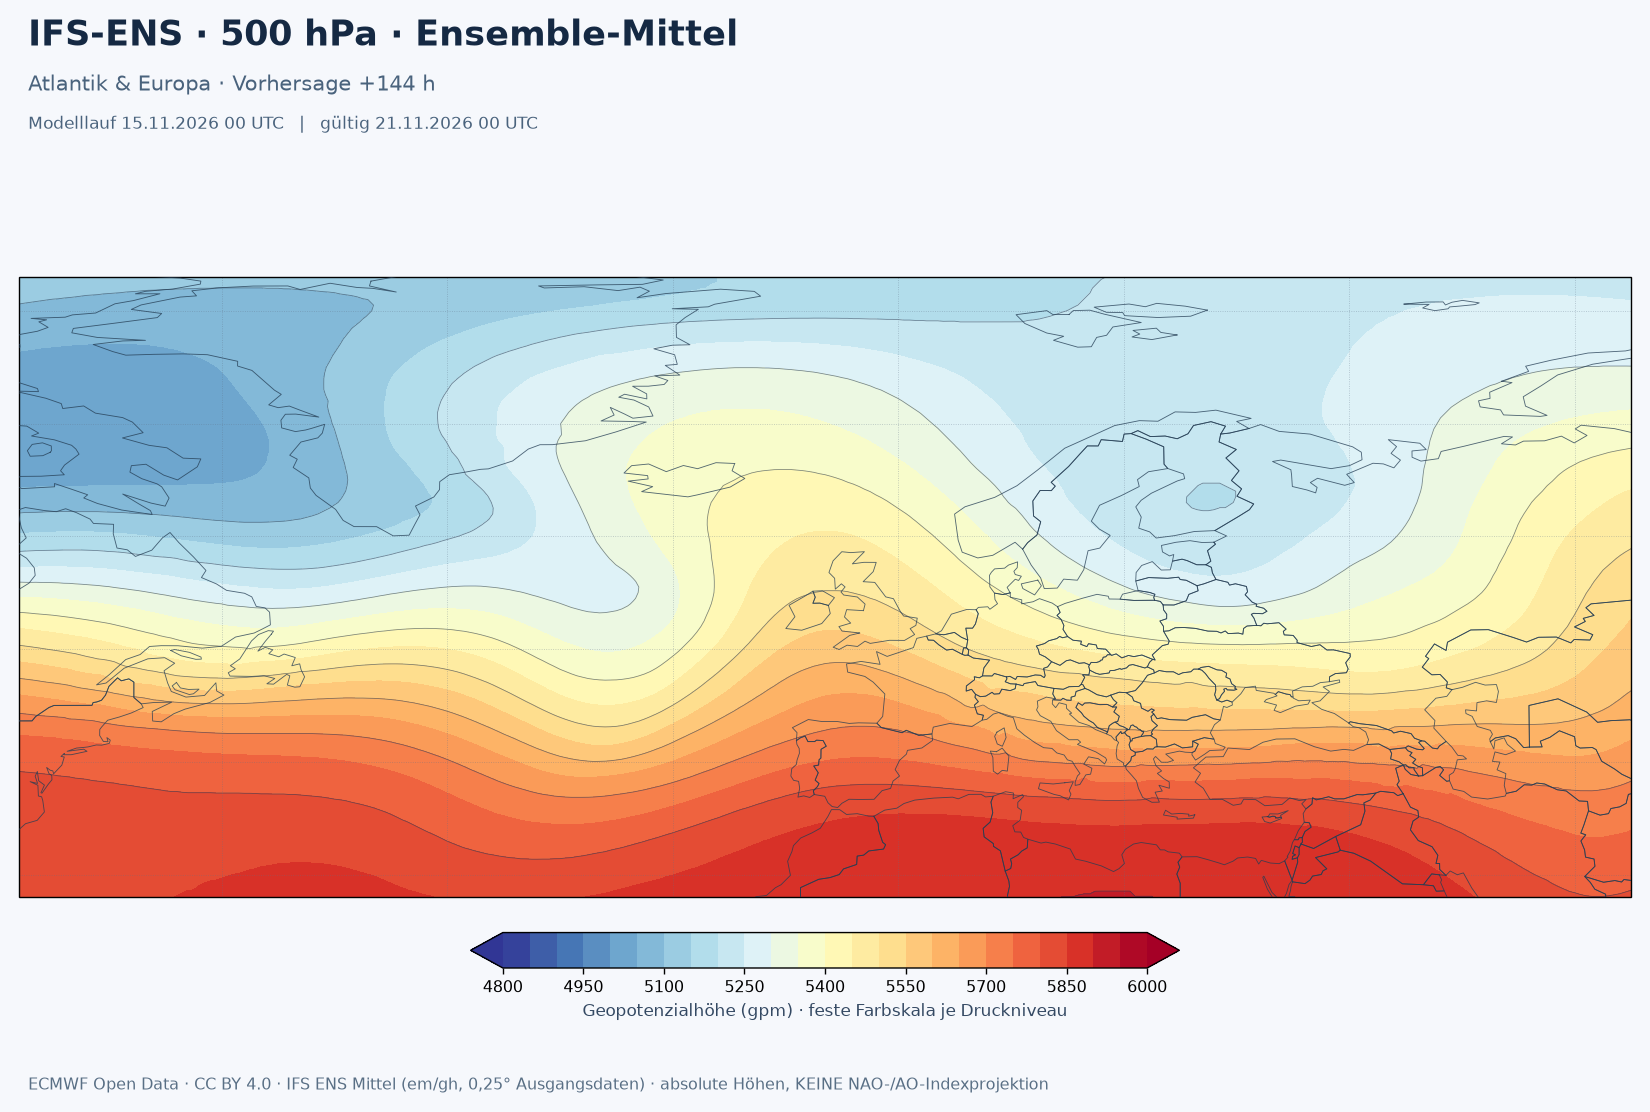 IFS-ENS · 500 hPa · Ensemble-Mittel
Atlantik & Europa · Vorhersage +144 h
Modelllauf 15.11.2026 00 UTC | gültig 21.11.2026 00 UTC
4800 4950 5100 5250 5400 5550 5700 5850 6000
Geopotenzialhöhe (gpm) · feste Farbskala je Druckniveau
ECMWF Open Data · CC BY 4.0 · IFS ENS Mittel (em/gh, 0,25° Ausgangsdaten) · absolute Höhen, KEINE NAO-/AO-Indexprojektion